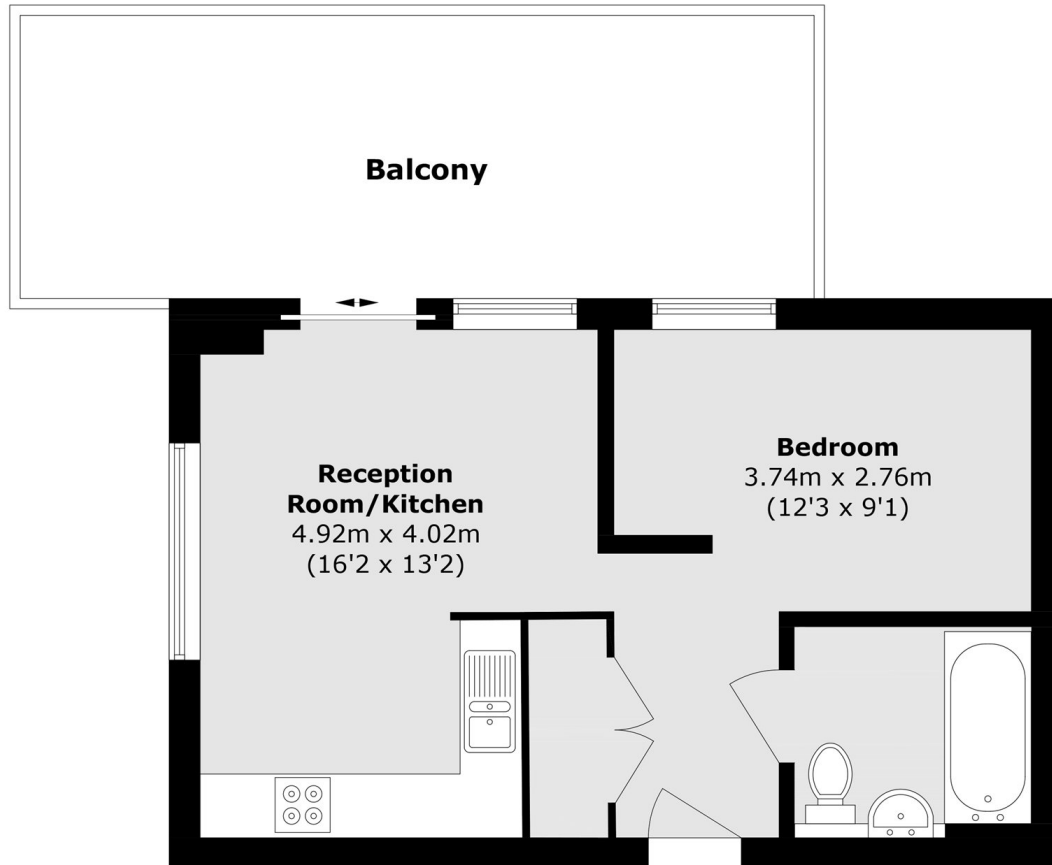 Balcony
Reception
Room/Kitchen
4.92m x 4.02m
(16'2 x 13'2)
Bedroom
3.74m x 2.76m
(12'3 x 9'1)